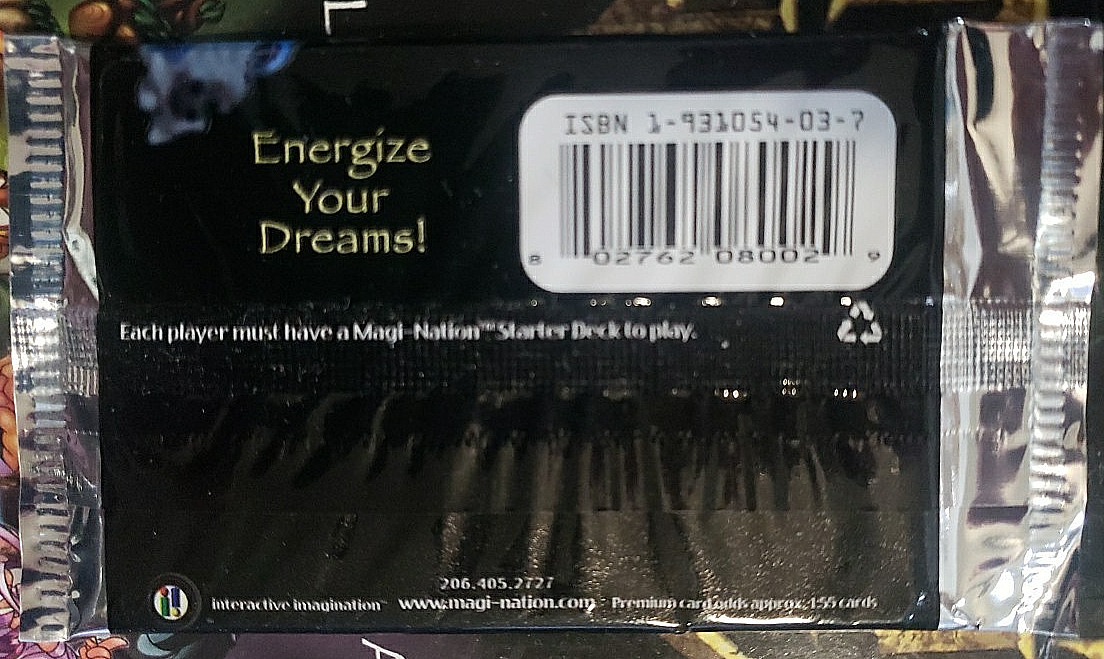 L
Energize
Your
Dreams!
ISBN 1-931054-03-7
8 02762 08002 9
Each player must have a Magi-Nation™ Starter Deck to play.
206.405.2727
interactive imagination™ www.magi-nation.com Premium card odds approx. 1:55 cards